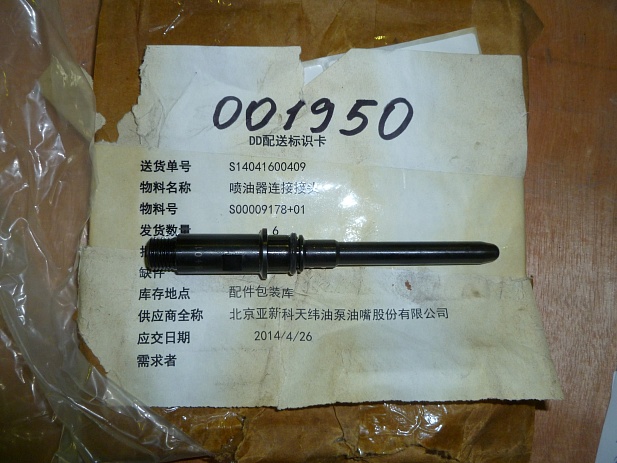 001950
DD配送标识卡
送货单号 S14041600409
物料名称 喷油器连接接头
物料号 S00009178+01
发货数量 6
缺件
库存地点 配件包装库
供应商全称 北京亚新科天纬油泵油嘴股份有限公司
应交日期 2014/4/26
需求者